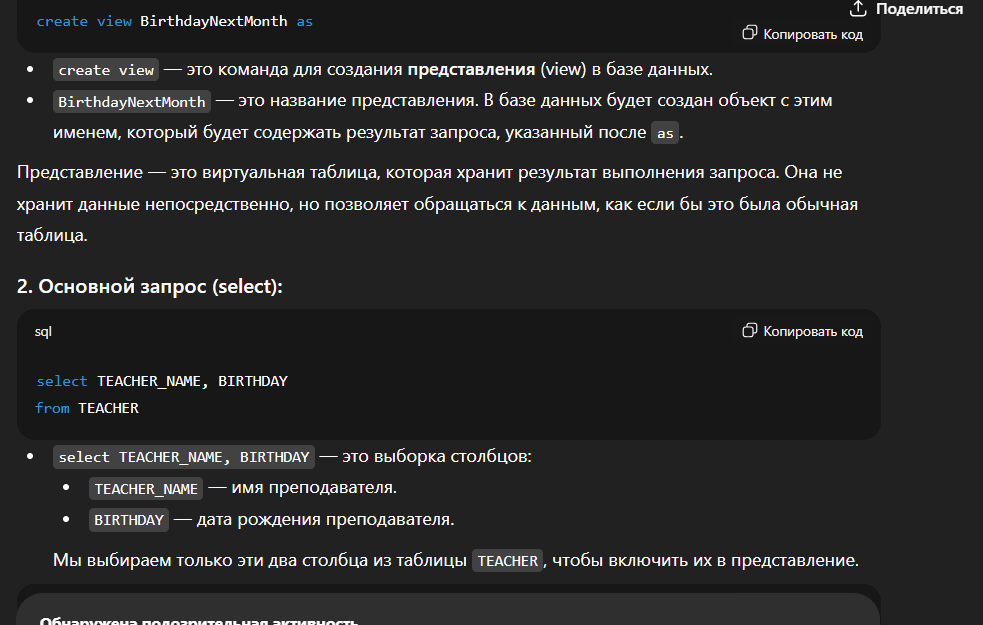 Поделиться
create view BirthdayNextMonth as
Копировать код
create view — это команда для создания представления (view) в базе данных.
BirthdayNextMonth — это название представления. В базе данных будет создан объект с этим
именем, который будет содержать результат запроса, указанный после as.
Представление — это виртуальная таблица, которая хранит результат выполнения запроса. Она не
хранит данные непосредственно, но позволяет обращаться к данным, как если бы это была обычная
таблица.
2. Основной запрос (select):
sql
Копировать код
select TEACHER_NAME, BIRTHDAY
from TEACHER
select TEACHER_NAME, BIRTHDAY — это выборка столбцов:
TEACHER_NAME — имя преподавателя.
BIRTHDAY — дата рождения преподавателя.
Мы выбираем только эти два столбца из таблицы TEACHER, чтобы включить их в представление.
Обнаружена подозрительная активность